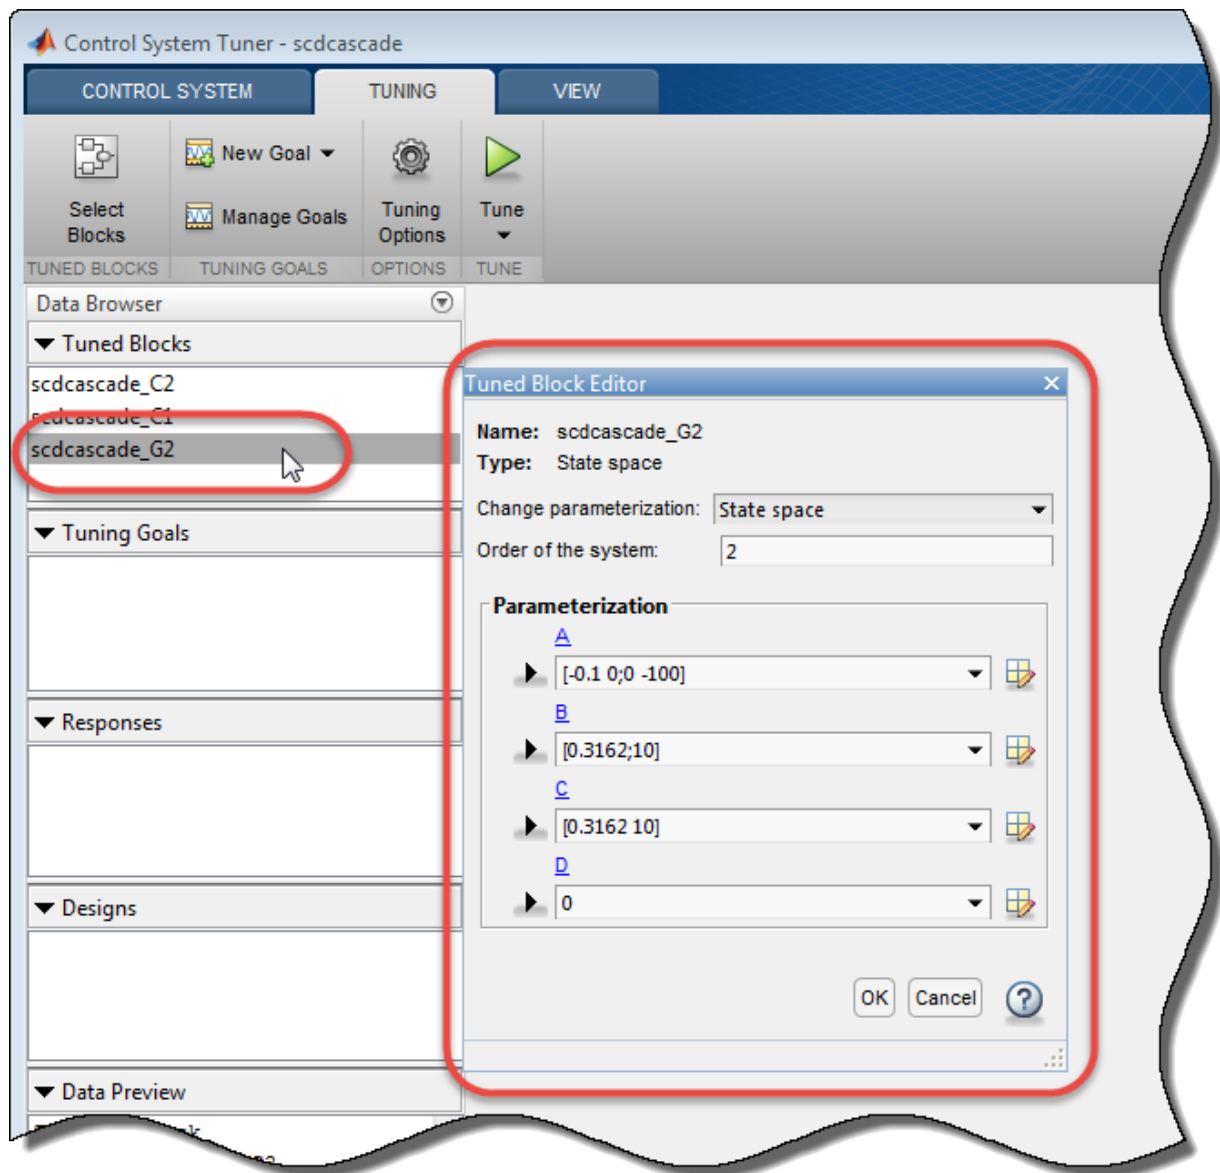 Control System Tuner - scdcascade
CONTROL SYSTEM TUNING VIEW
New Goal
Select Blocks
Manage Goals
Tuning Options
Tune
TUNED BLOCKS TUNING GOALS OPTIONS TUNE
Data Browser
Tuned Blocks
scdcascade_C2
scdcascade_C1
scdcascade_G2
Tuning Goals
Responses
Designs
Data Preview
Tuned Block Editor
Name: scdcascade_G2
Type: State space
Change parameterization: State space
Order of the system: 2
Parameterization
A
[-0.1 0;0 -100]
B
[0.3162;10]
C
[0.3162 10]
D
0
OK Cancel ?